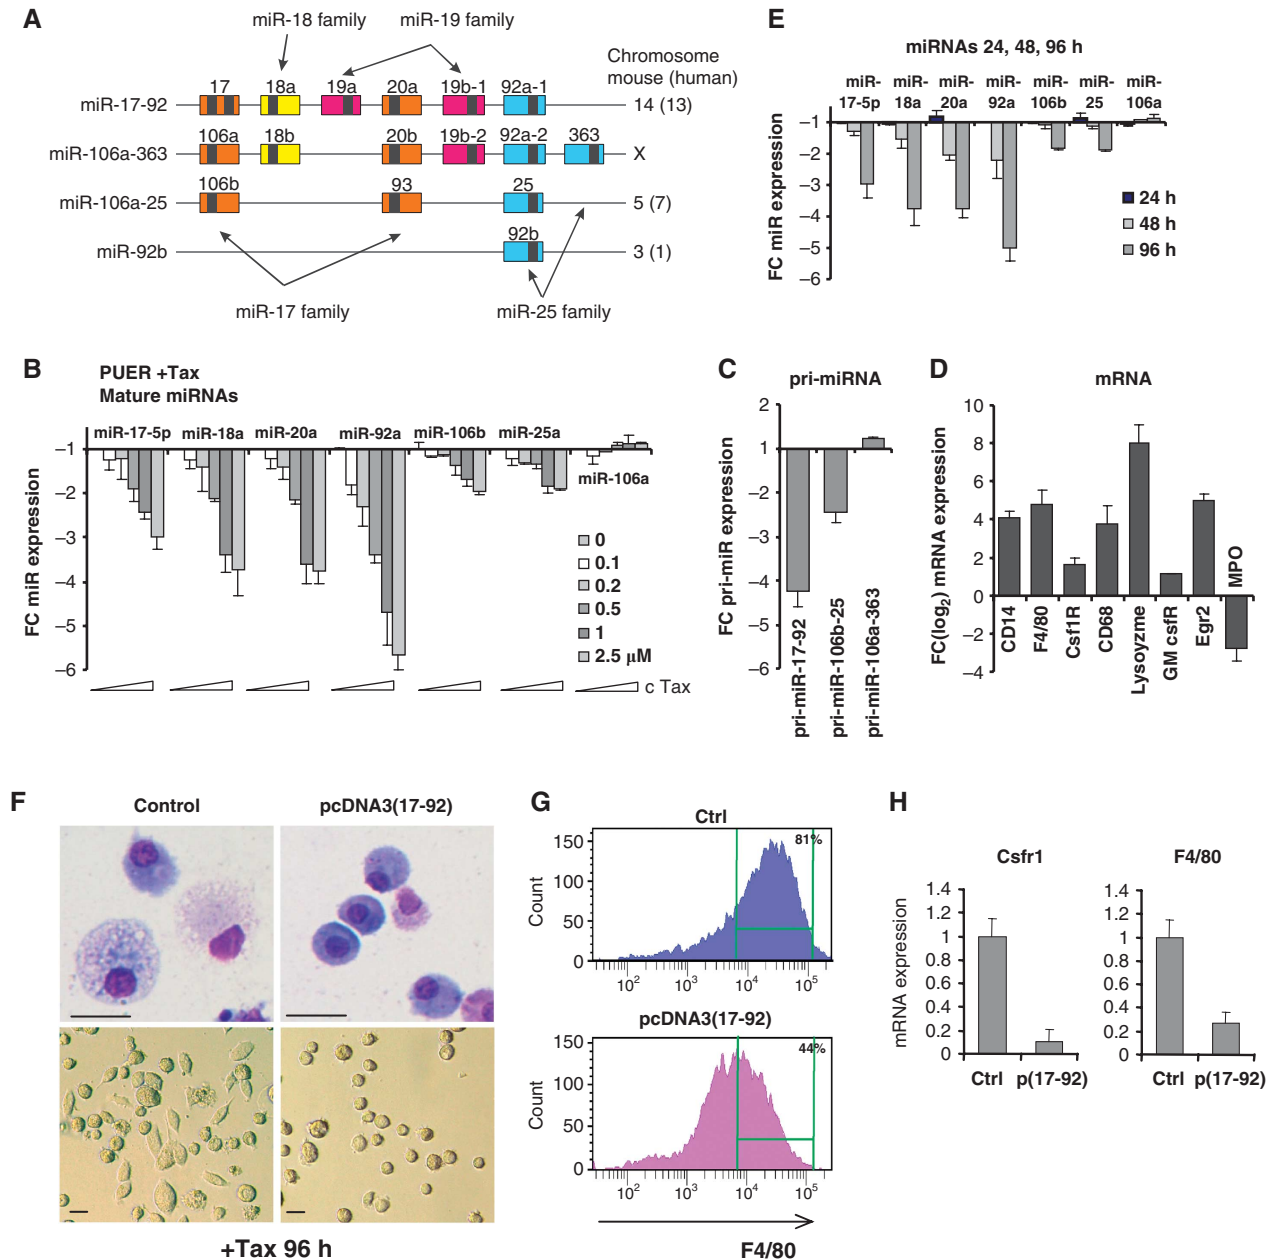 A
miR-18 family
miR-19 family
Chromosome
mouse (human)
17 18a 19a 20a 19b-1 92a-1
miR-17-92 14 (13)
106a 18b 20b 19b-2 92a-2 363
miR-106a-363 X
106b 93 25
miR-106a-25 5 (7)
92b
miR-92b 3 (1)
miR-17 family
miR-25 family
B
PUER +Tax
Mature miRNAs
miR-17-5p miR-18a miR-20a miR-92a miR-106b miR-25a
miR-106a
FC miR expression
−1
−2
−3
−4
−5
−6
0
0.1
0.2
0.5
1
2.5 µM
c Tax
C
pri-miRNA
FC pri-miR expression
2
1
−2
−3
−4
−5
−6
pri-miR-17-92
pri-miR-106b-25
pri-miR-106a-363
D
mRNA
FC(log2) mRNA expression
10
8
6
4
2
0
−2
−4
CD14
F4/80
Csf1R
CD68
Lysoyzme
GM csfR
Egr2
MPO
E
miRNAs 24, 48, 96 h
miR- miR- miR- miR- miR- miR- miR-
17-5p 18a 20a 92a 106b 25 106a
FC miR expression
−1
−2
−3
−4
−5
−6
24 h
48 h
96 h
F
Control
pcDNA3(17-92)
+Tax 96 h
G
Ctrl
81%
Count
150
100
50
0
10^2 10^3 10^4 10^5
pcDNA3(17-92)
44%
Count
150
100
50
0
10^2 10^3 10^4 10^5
F4/80
H
Csfr1
mRNA expression
1.4
1.2
1
0.8
0.6
0.4
0.2
0
Ctrl p(17-92)
F4/80
1.4
1.2
1
0.8
0.6
0.4
0.2
0
Ctrl p(17-92)